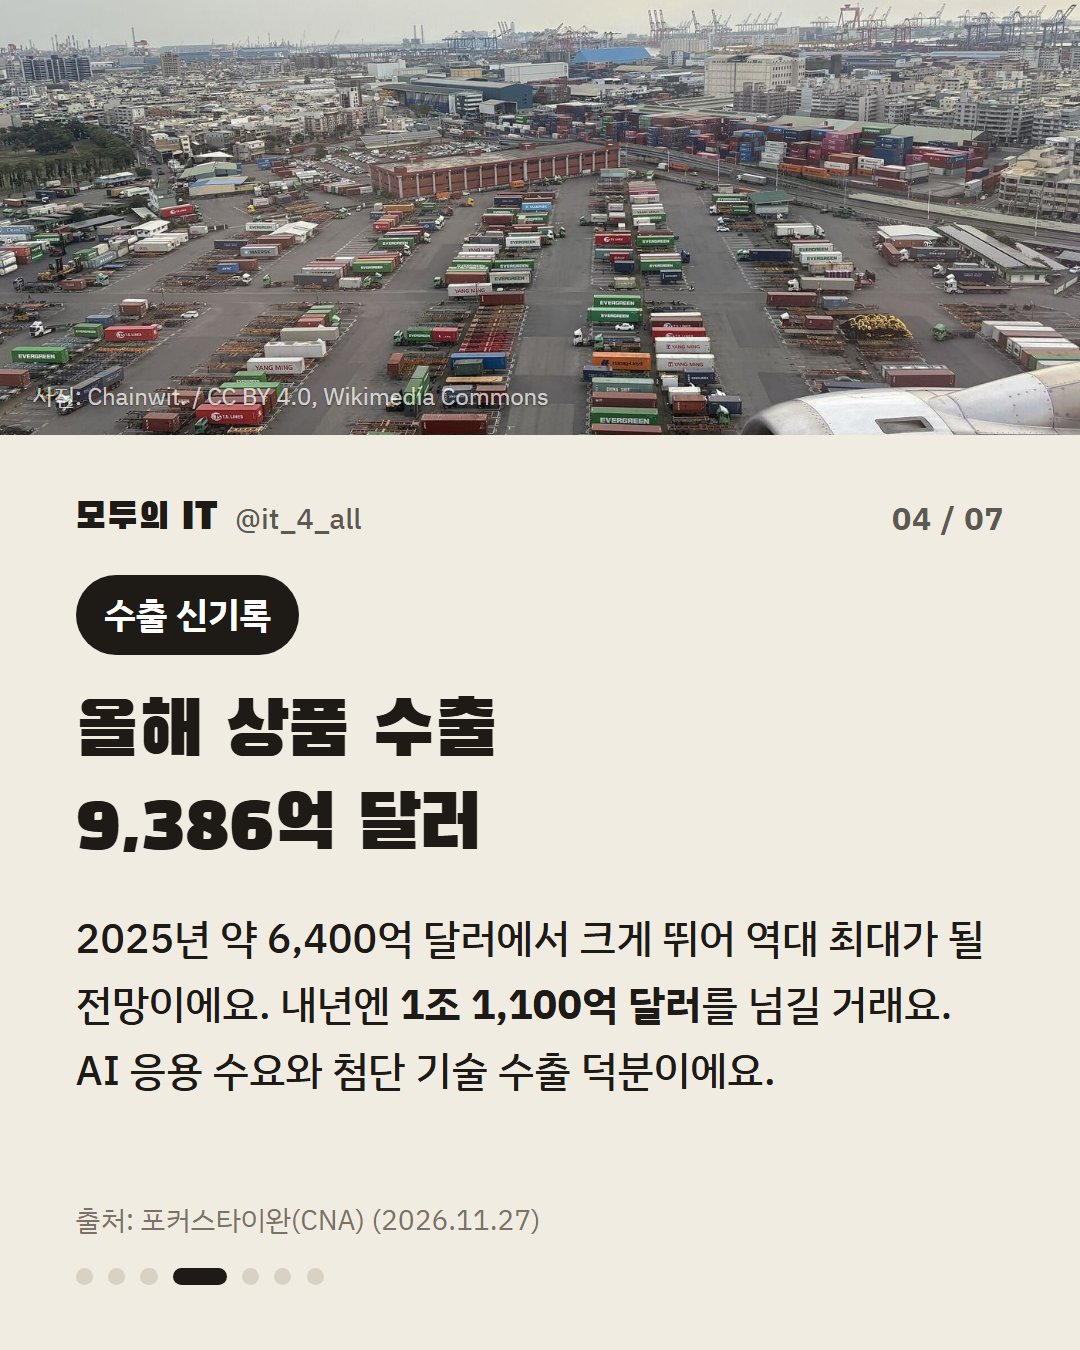 사진: Chainwit. / CC BY 4.0, Wikimedia Commons
모두의 IT @it_4_all
04 / 07
수출 신기록
올해 상품 수출
9,386억 달러
2025년 약 6,400억 달러에서 크게 뛰어 역대 최대가 될
전망이에요. 내년엔 1조 1,100억 달러를 넘길 거래요.
AI 응용 수요와 첨단 기술 수출 덕분이에요.
출처: 포커스타이완(CNA) (2026.11.27)
EVERGREEN
YANG MING
T.S. LINES